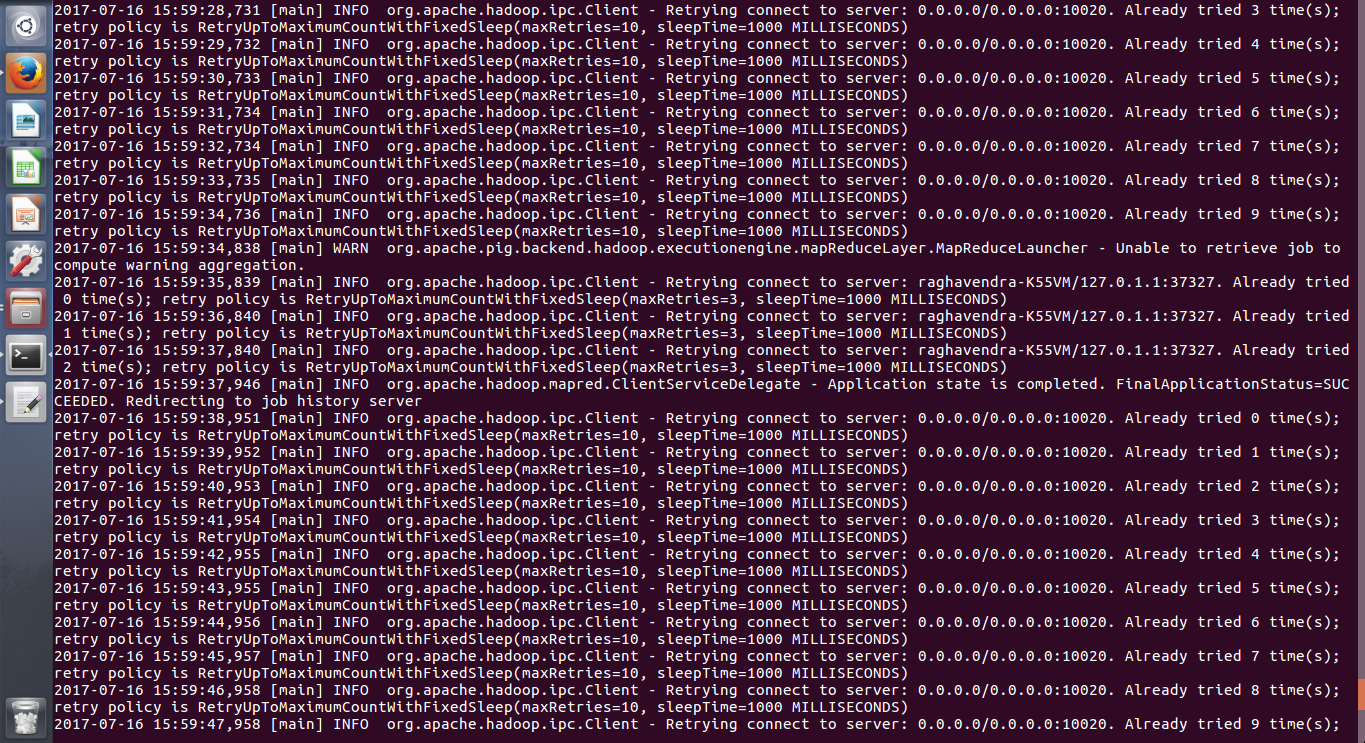 2017-07-16 15:59:28,731 [main] INFO  org.apache.hadoop.ipc.Client - Retrying connect to server: 0.0.0.0/0.0.0.0:10020. Already tried 3 time(s);
retry policy is RetryUpToMaximumCountWithFixedSleep(maxRetries=10, sleepTime=1000 MILLISECONDS)
2017-07-16 15:59:29,732 [main] INFO  org.apache.hadoop.ipc.Client - Retrying connect to server: 0.0.0.0/0.0.0.0:10020. Already tried 4 time(s);
retry policy is RetryUpToMaximumCountWithFixedSleep(maxRetries=10, sleepTime=1000 MILLISECONDS)
2017-07-16 15:59:30,733 [main] INFO  org.apache.hadoop.ipc.Client - Retrying connect to server: 0.0.0.0/0.0.0.0:10020. Already tried 5 time(s);
retry policy is RetryUpToMaximumCountWithFixedSleep(maxRetries=10, sleepTime=1000 MILLISECONDS)
2017-07-16 15:59:31,734 [main] INFO  org.apache.hadoop.ipc.Client - Retrying connect to server: 0.0.0.0/0.0.0.0:10020. Already tried 6 time(s);
retry policy is RetryUpToMaximumCountWithFixedSleep(maxRetries=10, sleepTime=1000 MILLISECONDS)
2017-07-16 15:59:32,734 [main] INFO  org.apache.hadoop.ipc.Client - Retrying connect to server: 0.0.0.0/0.0.0.0:10020. Already tried 7 time(s);
retry policy is RetryUpToMaximumCountWithFixedSleep(maxRetries=10, sleepTime=1000 MILLISECONDS)
2017-07-16 15:59:33,735 [main] INFO  org.apache.hadoop.ipc.Client - Retrying connect to server: 0.0.0.0/0.0.0.0:10020. Already tried 8 time(s);
retry policy is RetryUpToMaximumCountWithFixedSleep(maxRetries=10, sleepTime=1000 MILLISECONDS)
2017-07-16 15:59:34,736 [main] INFO  org.apache.hadoop.ipc.Client - Retrying connect to server: 0.0.0.0/0.0.0.0:10020. Already tried 9 time(s);
retry policy is RetryUpToMaximumCountWithFixedSleep(maxRetries=10, sleepTime=1000 MILLISECONDS)
2017-07-16 15:59:34,838 [main] WARN  org.apache.pig.backend.hadoop.executionengine.mapReduceLayer.MapReduceLauncher - Unable to retrieve job to
compute warning aggregation.
2017-07-16 15:59:35,839 [main] INFO  org.apache.hadoop.ipc.Client - Retrying connect to server: raghavendra-K55VM/127.0.1.1:37327. Already tried
 0 time(s); retry policy is RetryUpToMaximumCountWithFixedSleep(maxRetries=3, sleepTime=1000 MILLISECONDS)
2017-07-16 15:59:36,840 [main] INFO  org.apache.hadoop.ipc.Client - Retrying connect to server: raghavendra-K55VM/127.0.1.1:37327. Already tried
 1 time(s); retry policy is RetryUpToMaximumCountWithFixedSleep(maxRetries=3, sleepTime=1000 MILLISECONDS)
2017-07-16 15:59:37,840 [main] INFO  org.apache.hadoop.ipc.Client - Retrying connect to server: raghavendra-K55VM/127.0.1.1:37327. Already tried
 2 time(s); retry policy is RetryUpToMaximumCountWithFixedSleep(maxRetries=3, sleepTime=1000 MILLISECONDS)
2017-07-16 15:59:37,946 [main] INFO  org.apache.hadoop.mapred.ClientServiceDelegate - Application state is completed. FinalApplicationStatus=SUC
CEEDED. Redirecting to job history server
2017-07-16 15:59:38,951 [main] INFO  org.apache.hadoop.ipc.Client - Retrying connect to server: 0.0.0.0/0.0.0.0:10020. Already tried 0 time(s);
retry policy is RetryUpToMaximumCountWithFixedSleep(maxRetries=10, sleepTime=1000 MILLISECONDS)
2017-07-16 15:59:39,952 [main] INFO  org.apache.hadoop.ipc.Client - Retrying connect to server: 0.0.0.0/0.0.0.0:10020. Already tried 1 time(s);
retry policy is RetryUpToMaximumCountWithFixedSleep(maxRetries=10, sleepTime=1000 MILLISECONDS)
2017-07-16 15:59:40,953 [main] INFO  org.apache.hadoop.ipc.Client - Retrying connect to server: 0.0.0.0/0.0.0.0:10020. Already tried 2 time(s);
retry policy is RetryUpToMaximumCountWithFixedSleep(maxRetries=10, sleepTime=1000 MILLISECONDS)
2017-07-16 15:59:41,954 [main] INFO  org.apache.hadoop.ipc.Client - Retrying connect to server: 0.0.0.0/0.0.0.0:10020. Already tried 3 time(s);
retry policy is RetryUpToMaximumCountWithFixedSleep(maxRetries=10, sleepTime=1000 MILLISECONDS)
2017-07-16 15:59:42,955 [main] INFO  org.apache.hadoop.ipc.Client - Retrying connect to server: 0.0.0.0/0.0.0.0:10020. Already tried 4 time(s);
retry policy is RetryUpToMaximumCountWithFixedSleep(maxRetries=10, sleepTime=1000 MILLISECONDS)
2017-07-16 15:59:43,955 [main] INFO  org.apache.hadoop.ipc.Client - Retrying connect to server: 0.0.0.0/0.0.0.0:10020. Already tried 5 time(s);
retry policy is RetryUpToMaximumCountWithFixedSleep(maxRetries=10, sleepTime=1000 MILLISECONDS)
2017-07-16 15:59:44,956 [main] INFO  org.apache.hadoop.ipc.Client - Retrying connect to server: 0.0.0.0/0.0.0.0:10020. Already tried 6 time(s);
retry policy is RetryUpToMaximumCountWithFixedSleep(maxRetries=10, sleepTime=1000 MILLISECONDS)
2017-07-16 15:59:45,957 [main] INFO  org.apache.hadoop.ipc.Client - Retrying connect to server: 0.0.0.0/0.0.0.0:10020. Already tried 7 time(s);
retry policy is RetryUpToMaximumCountWithFixedSleep(maxRetries=10, sleepTime=1000 MILLISECONDS)
2017-07-16 15:59:46,958 [main] INFO  org.apache.hadoop.ipc.Client - Retrying connect to server: 0.0.0.0/0.0.0.0:10020. Already tried 8 time(s);
retry policy is RetryUpToMaximumCountWithFixedSleep(maxRetries=10, sleepTime=1000 MILLISECONDS)
2017-07-16 15:59:47,958 [main] INFO  org.apache.hadoop.ipc.Client - Retrying connect to server: 0.0.0.0/0.0.0.0:10020. Already tried 9 time(s);